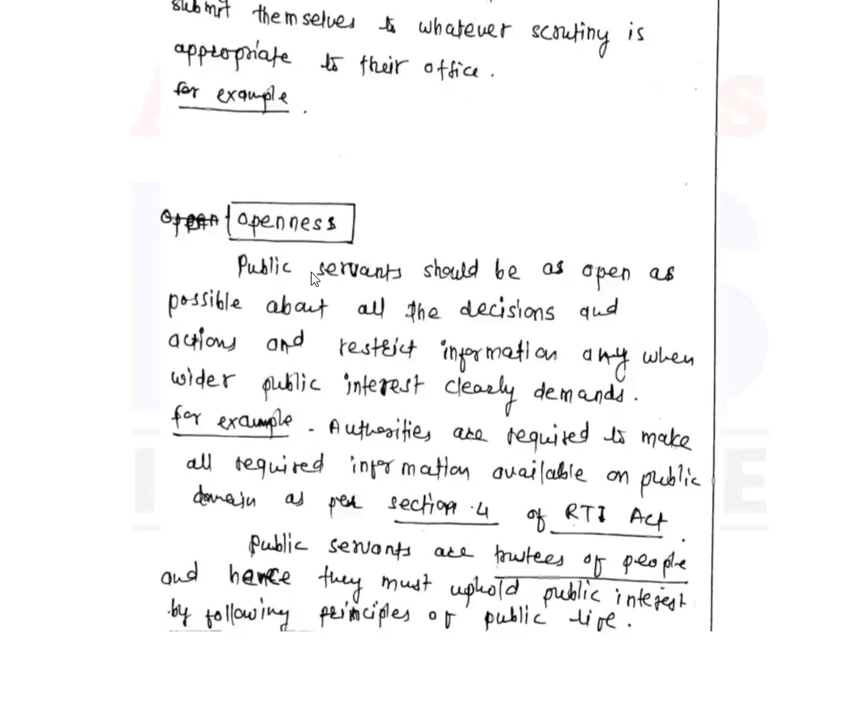 submit themselves to whatever scrutiny is
appropriate to their office.
for example .
openness
Public servants should be as open as
possible about all the decisions and
actions and restrict information any when
wider public interest clearly demands.
for example - Authorities are required to make
all required information available on public
domain as per section 4 of RTI Act.
Public servants are trustees of people
and hence they must uphold public interest
by following principles of public life.